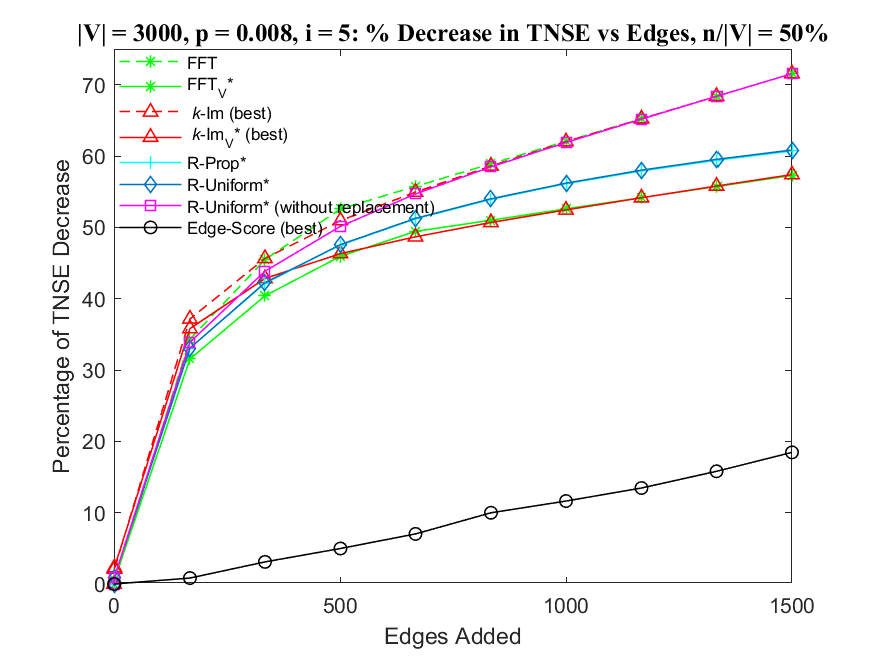 |V| = 3000, p = 0.008, i = 5: % Decrease in TNSE vs Edges, n/|V| = 50%
FFT
FFT_V*
k-Im (best)
k-Im_V* (best)
R-Prop*
R-Uniform*
R-Uniform* (without replacement)
Edge-Score (best)
Percentage of TNSE Decrease
70
60
50
40
30
20
10
0
0 500 1000 1500
Edges Added